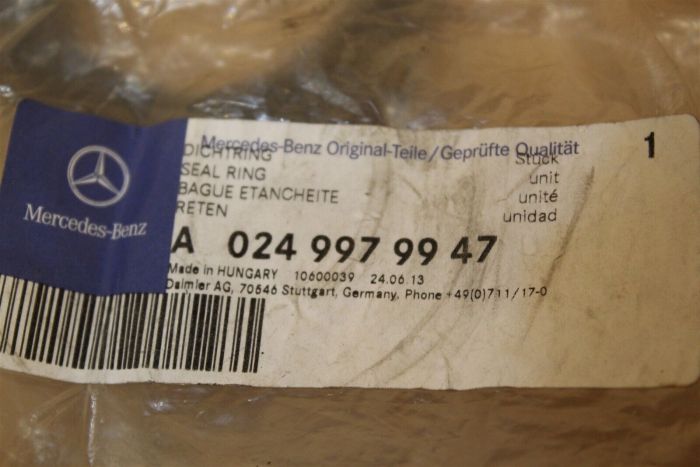 Mercedes-Benz Original-Teile/Geprüfte Qualität
1
DICHTRING Stück
SEAL RING unit
BAGUE ETANCHEITE unité
RETEN unidad
Mercedes-Benz
A 024 997 99 47
Made in HUNGARY 10600039 24.06.13
Daimler AG, 70546 Stuttgart, Germany, Phone +49(0)711/17-0